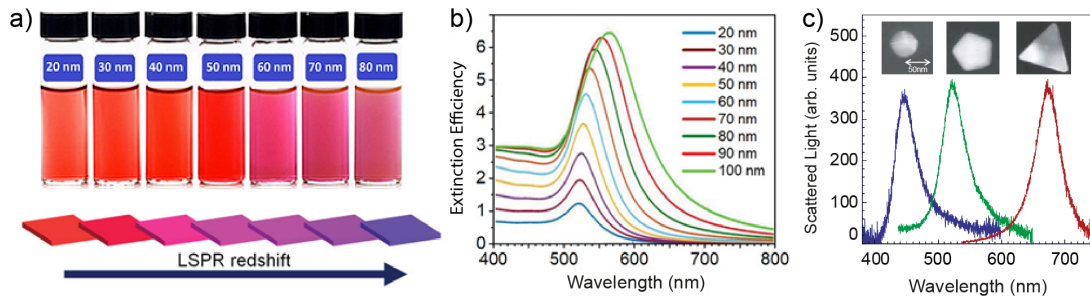 a)
20 nm
30 nm
40 nm
50 nm
60 nm
70 nm
80 nm
LSPR redshift
b)
Extinction Efficiency
6
5
4
3
2
1
0
400
500
600
700
800
Wavelength (nm)
20 nm
30 nm
40 nm
50 nm
60 nm
70 nm
80 nm
90 nm
100 nm
c)
Scattered Light (arb. units)
500
400
300
200
100
0
50nm
400
500
600
700
Wavelength (nm)